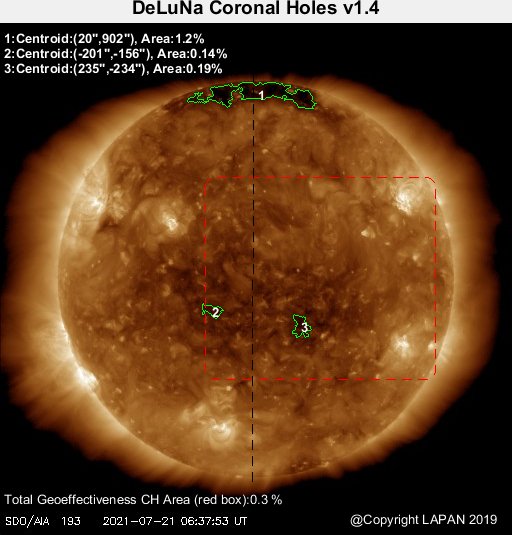 DeLuNa Coronal Holes v1.4
1:Centroid:(20",902"), Area:1.2%
2:Centroid:(-201",-156"), Area:0.14%
3:Centroid:(235",-234"), Area:0.19%
1
2
3
Total Geoeffectiveness CH Area (red box):0.3 %
SDO/AIA 193 2021-07-21 06:37:53 UT
@Copyright LAPAN 2019